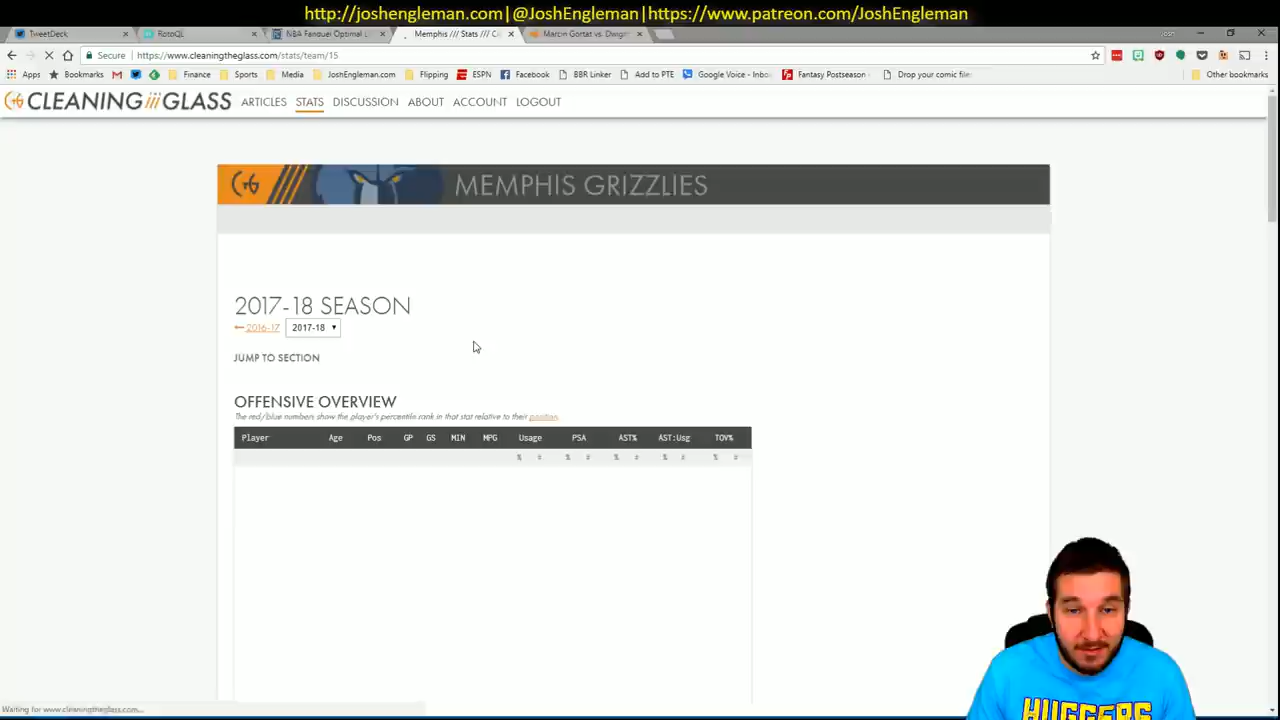 http://joshengleman.com|@JoshEngleman|https://www.patreon.com/JoshEngleman
TweetDeck
RotoQL
NBA Fanduel Optimal L
Memphis /// Stats /// Cl
Marcin Gortat vs. Dwigh
Josh
Secure
https://www.cleaningtheglass.com/stats/team/15
Apps
Bookmarks
Finance
Sports
Media
JoshEngleman.com
Flipping
ESPN
Facebook
BBR Linker
Add to PTE
Google Voice - Inbo
Fantasy Postseason
Drop your comic files
Other bookmarks
CLEANING THE GLASS
ARTICLES STATS DISCUSSION ABOUT ACCOUNT LOGOUT
CTG
MEMPHIS GRIZZLIES
2017-18 SEASON
← 2016-17
2017-18
JUMP TO SECTION
OFFENSIVE OVERVIEW
The red/blue numbers show the player's percentile rank in that stat relative to their position.
Player Age Pos GP GS MIN MPG Usage PSA AST% AST:Usg TOV%
Waiting for www.cleaningtheglass.com...
HUGGERS